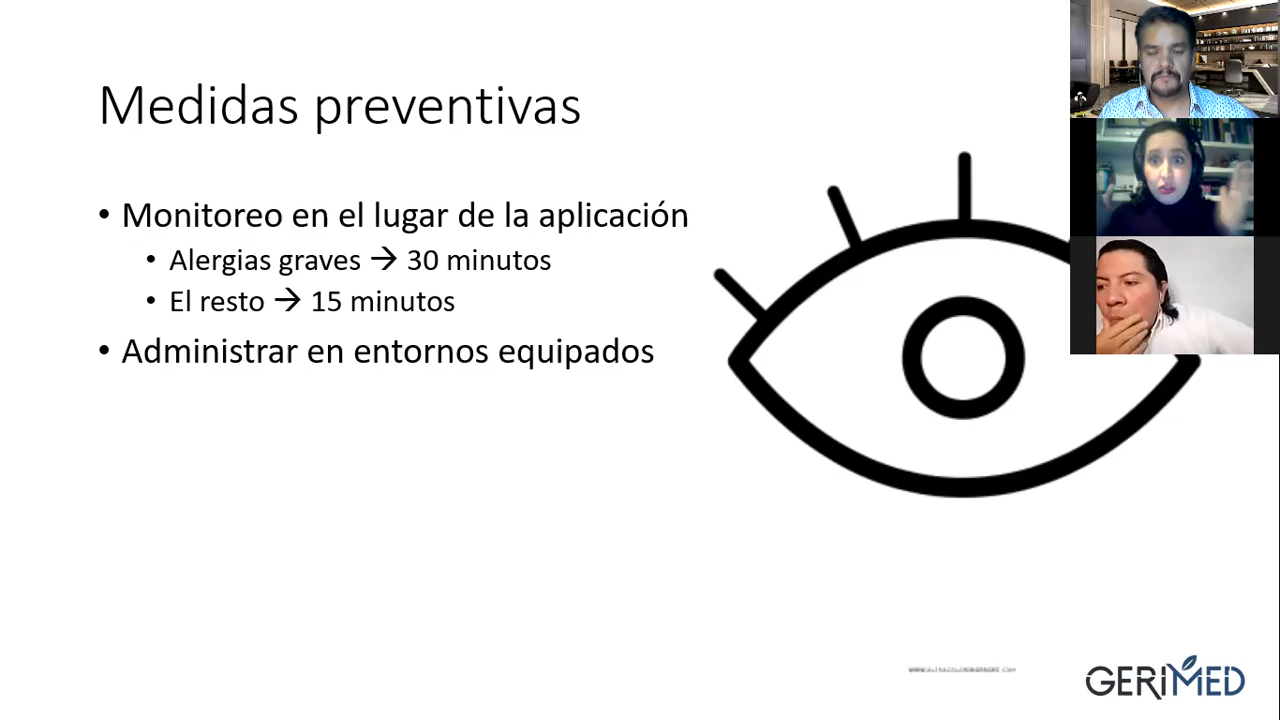 Medidas preventivas
• Monitoreo en el lugar de la aplicación
• Alergias graves → 30 minutos
• El resto → 15 minutos
• Administrar en entornos equipados
GERIMED